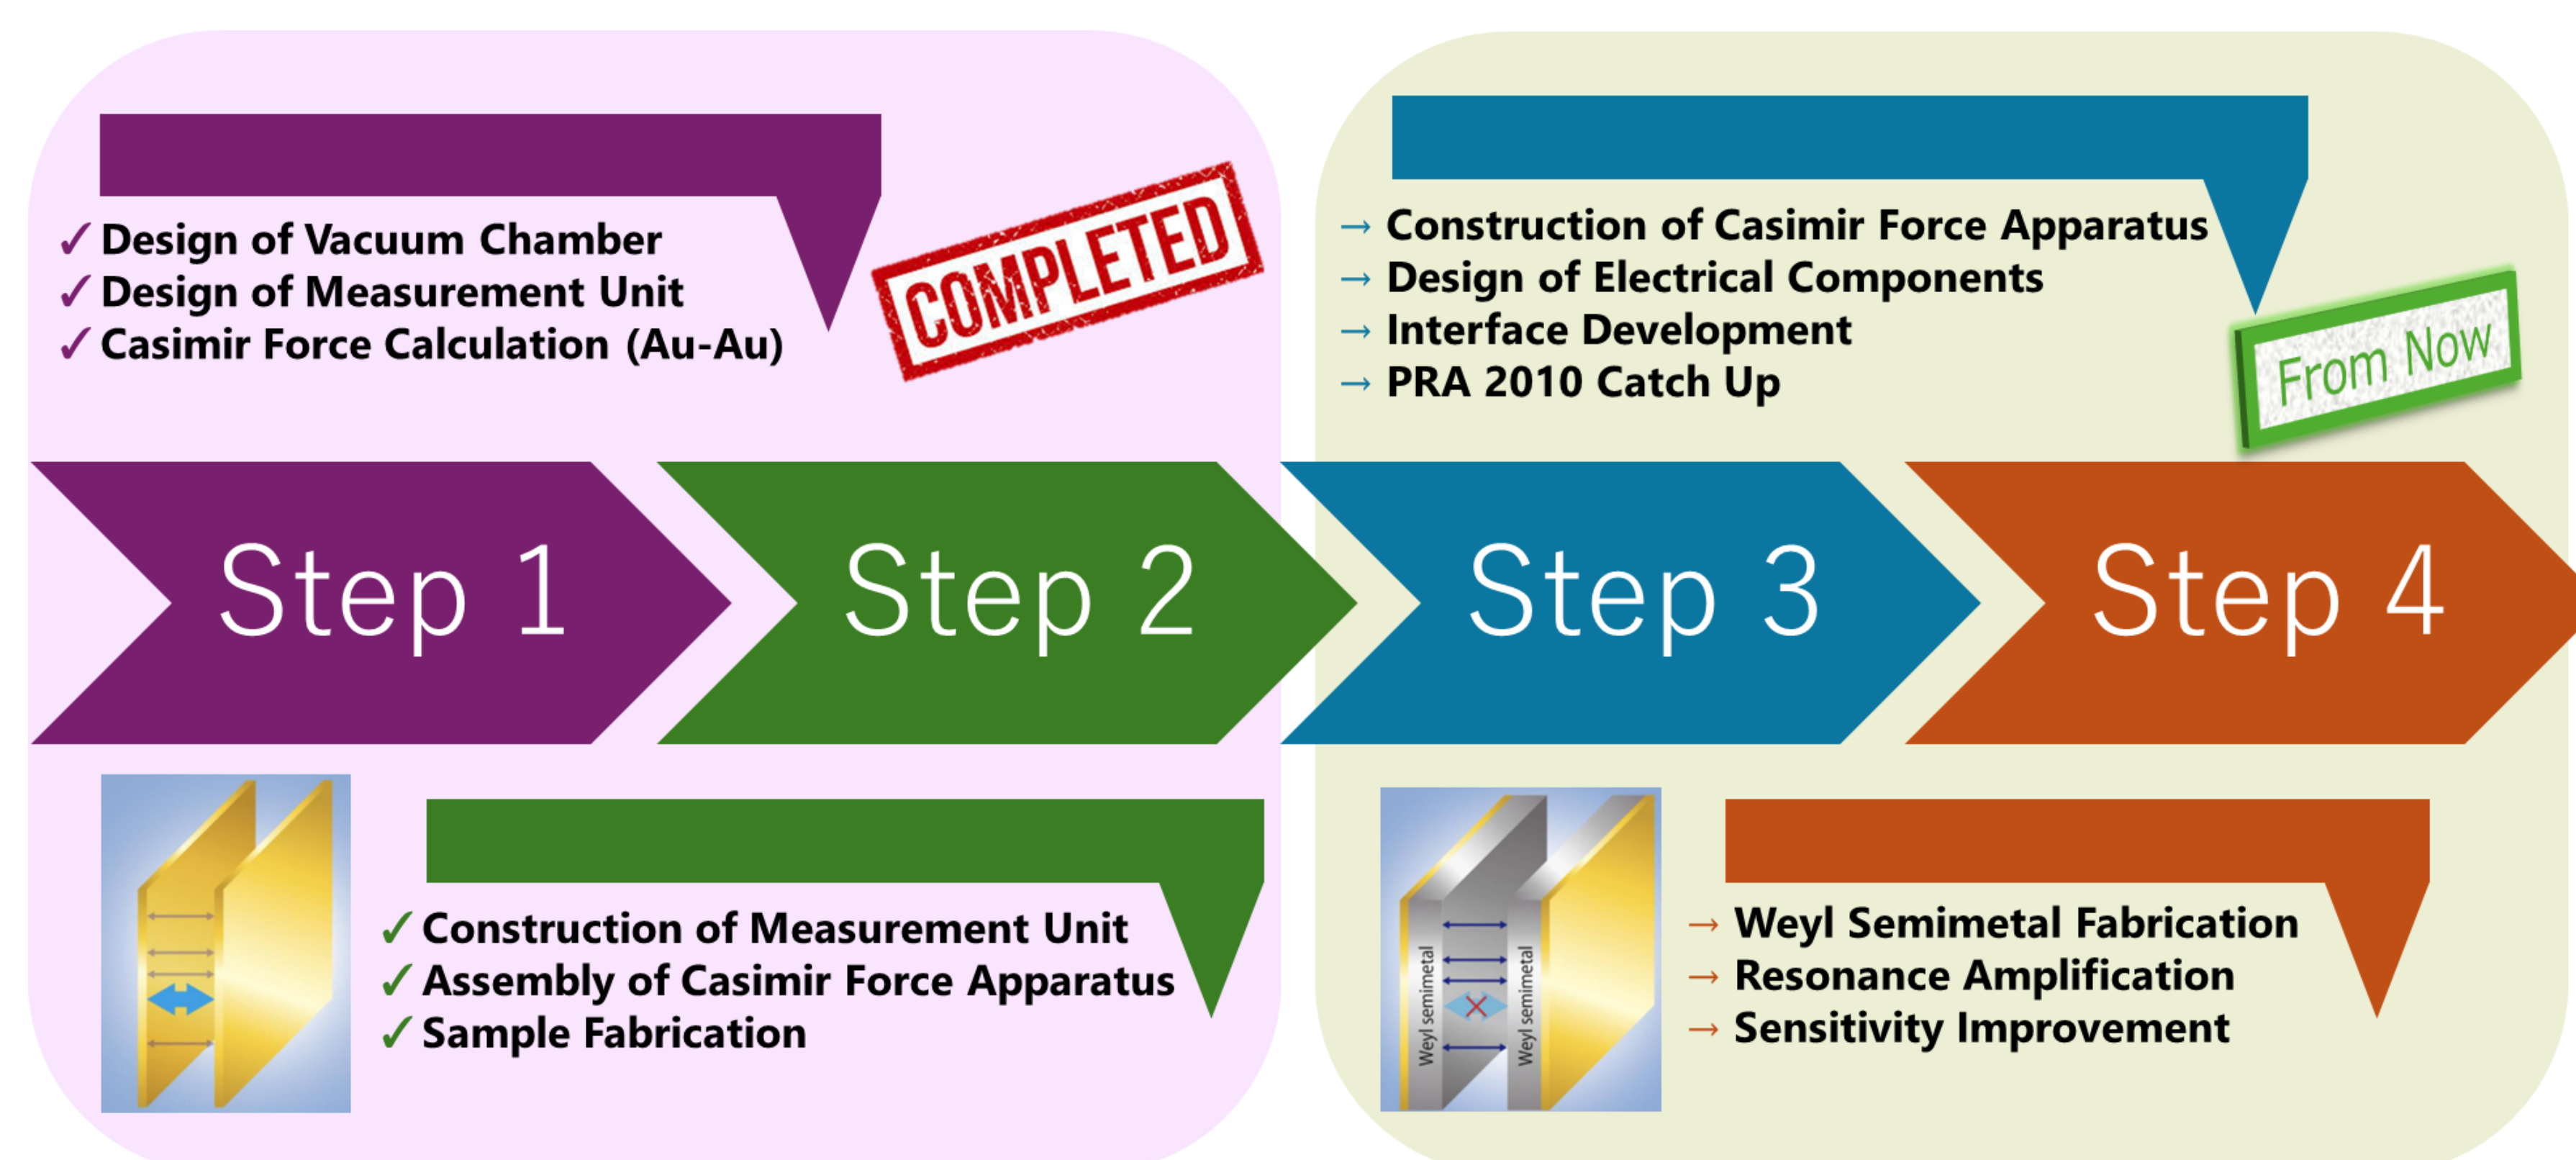 ✓ Design of Vacuum Chamber
✓ Design of Measurement Unit
✓ Casimir Force Calculation (Au-Au)
COMPLETED
→ Construction of Casimir Force Apparatus
→ Design of Electrical Components
→ Interface Development
→ PRA 2010 Catch Up
From Now
Step 1
Step 2
Step 3
Step 4
✓ Construction of Measurement Unit
✓ Assembly of Casimir Force Apparatus
✓ Sample Fabrication
Weyl semimetal
Weyl semimetal
→ Weyl Semimetal Fabrication
→ Resonance Amplification
→ Sensitivity Improvement